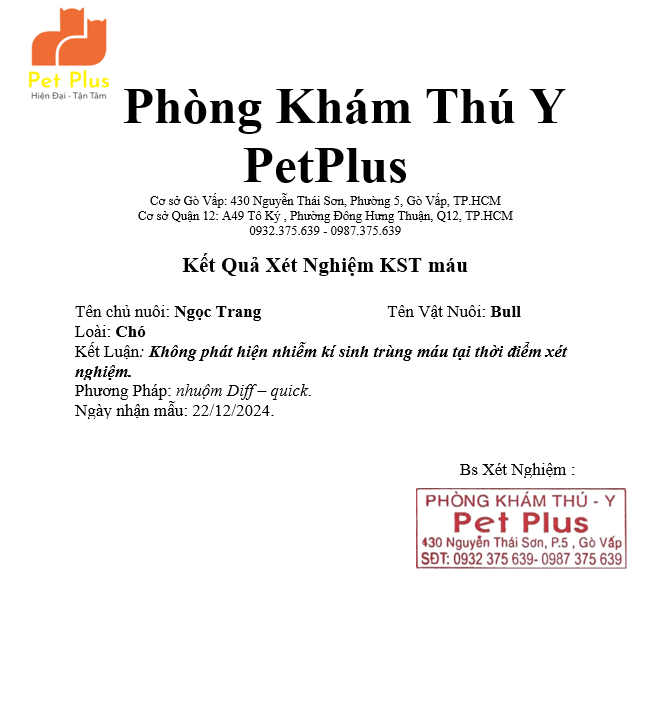 Pet Plus
Hiện Đại - Tận Tâm
Phòng Khám Thú Y
PetPlus
Cơ sở Gò Vấp: 430 Nguyễn Thái Sơn, Phường 5, Gò Vấp, TP.HCM
Cơ sở Quận 12: A49 Tô Ký , Phường Đông Hưng Thuận, Q12, TP.HCM
0932.375.639 - 0987.375.639
Kết Quả Xét Nghiệm KST máu
Tên chủ nuôi: Ngọc Trang Tên Vật Nuôi: Bull
Loài: Chó
Kết Luận: Không phát hiện nhiễm kí sinh trùng máu tại thời điểm xét
nghiệm.
Phương Pháp: nhuộm Diff – quick.
Ngày nhận mẫu: 22/12/2024.
Bs Xét Nghiệm :
PHÒNG KHÁM THÚ - Y
Pet Plus
430 Nguyễn Thái Sơn, P.5 , Gò Vấp
SĐT: 0932 375 639- 0987 375 639